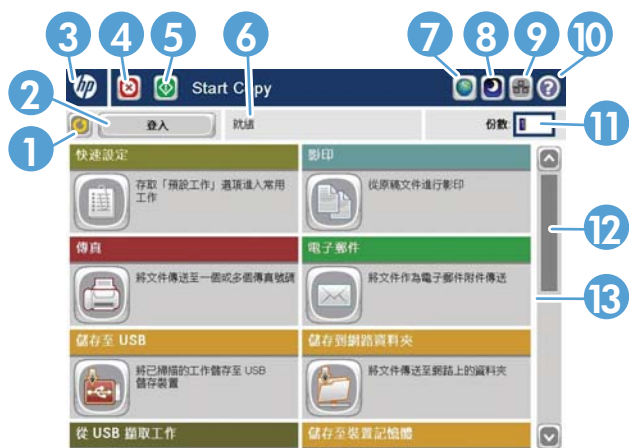 3 4 5 6 7 8 9 10
hp Start Copy ?
2 登入 就緒 份數: 1 11
1
快速設定 影印
存取「預設工作」選項進入常用
工作
從原稿文件進行影印
12
傳真 電子郵件
將文件傳送至一個或多個傳真號碼
將文件作為電子郵件附件傳送
13
儲存至 USB 儲存到網路資料夾
將已掃描的工作儲存至 USB
儲存裝置
將文件傳送至網路上的資料夾
從 USB 擷取工作 儲存至裝置記憶體